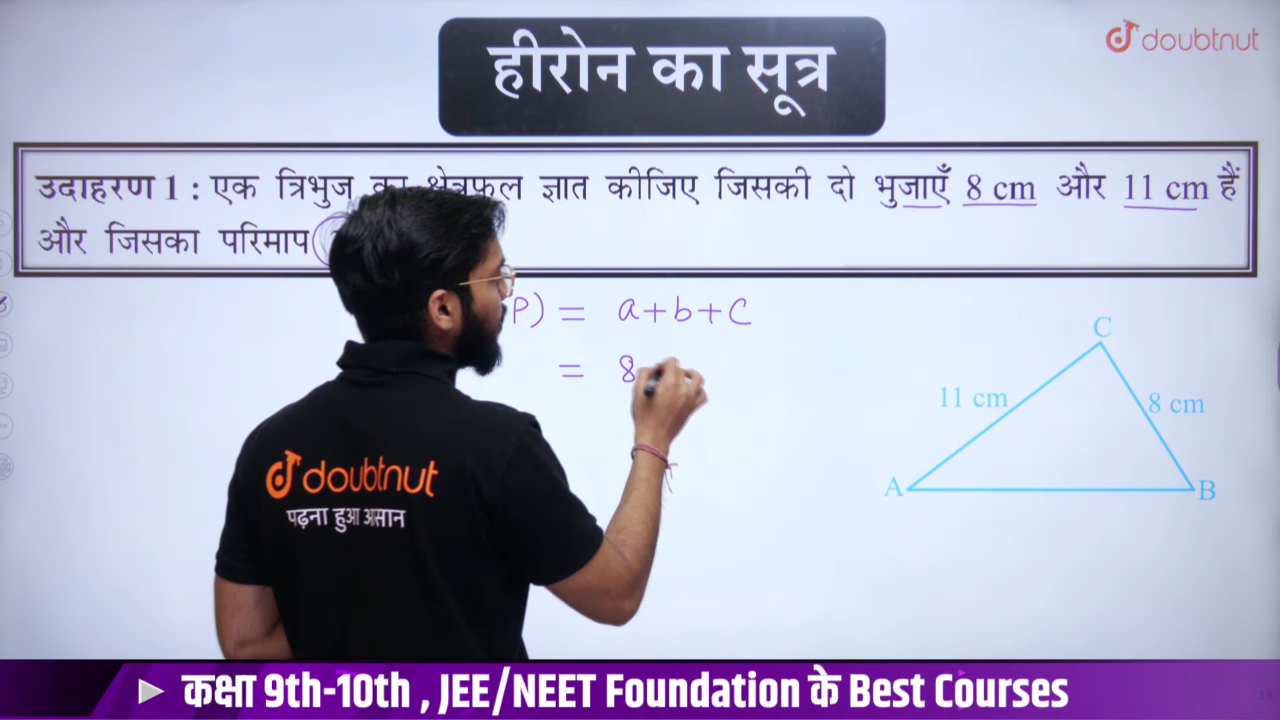 हीरोन का सूत्र
doubtnut
उदाहरण 1 : एक त्रिभुज का क्षेत्रफल ज्ञात कीजिए जिसकी दो भुजाएँ 8 cm और 11 cm हैं
और जिसका परिमाप
P) = a+b+c
= 8
C
11 cm
8 cm
A
B
doubtnut
पढ़ना हुआ आसान
कक्षा 9th-10th , JEE/NEET Foundation के Best Courses